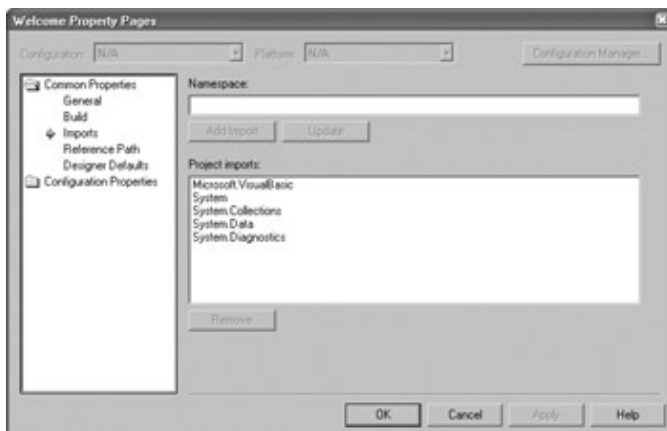 Welcome Property Pages
Configuration: N/A Platform: N/A Configuration Manager...
Common Properties
General
Build
Imports
Reference Path
Designer Defaults
Configuration Properties
Namespace:
Add Import Update
Project imports:
Microsoft.VisualBasic
System
System.Collections
System.Data
System.Diagnostics
Remove
OK Cancel Apply Help